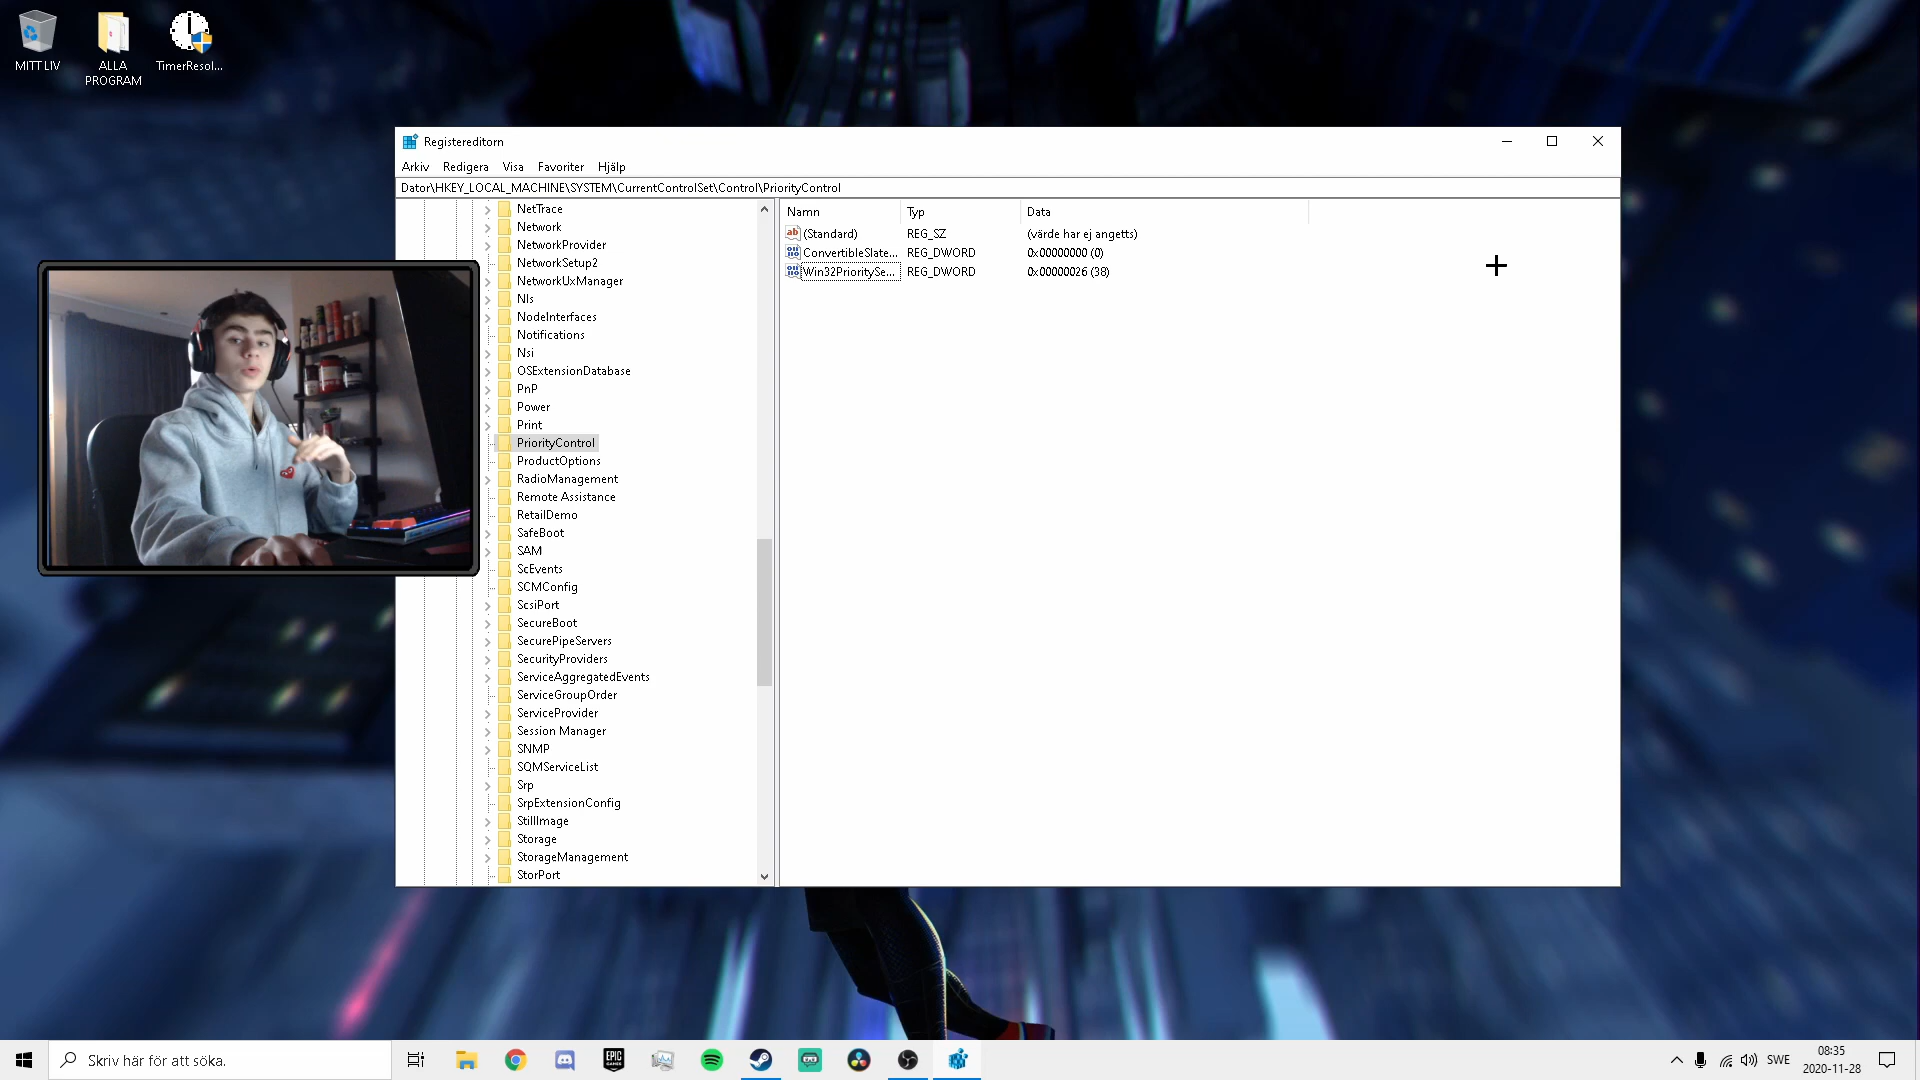 MITT LIV
ALLA
PROGRAM
TimerResol...
Registereditorn
Arkiv Redigera Visa Favoriter Hjälp
Dator\HKEY_LOCAL_MACHINE\SYSTEM\CurrentControlSet\Control\PriorityControl
NetTrace
Network
NetworkProvider
NetworkSetup2
NetworkUxManager
Nls
NodeInterfaces
Notifications
Nsi
OSExtensionDatabase
PnP
Power
Print
PriorityControl
ProductOptions
RadioManagement
Remote Assistance
RetailDemo
SafeBoot
SAM
ScEvents
SCMConfig
ScsiPort
SecureBoot
SecurePipeServers
SecurityProviders
ServiceAggregatedEvents
ServiceGroupOrder
ServiceProvider
Session Manager
SNMP
SQMServiceList
Srp
SrpExtensionConfig
StillImage
Storage
StorageManagement
StorPort
Namn Typ Data
(Standard) REG_SZ (värde har ej angetts)
ConvertibleSlate... REG_DWORD 0x00000000 (0)
Win32PrioritySe... REG_DWORD 0x00000026 (38)
Skriv här för att söka.
EPIC
GAMES
SWE
08:35
2020-11-28